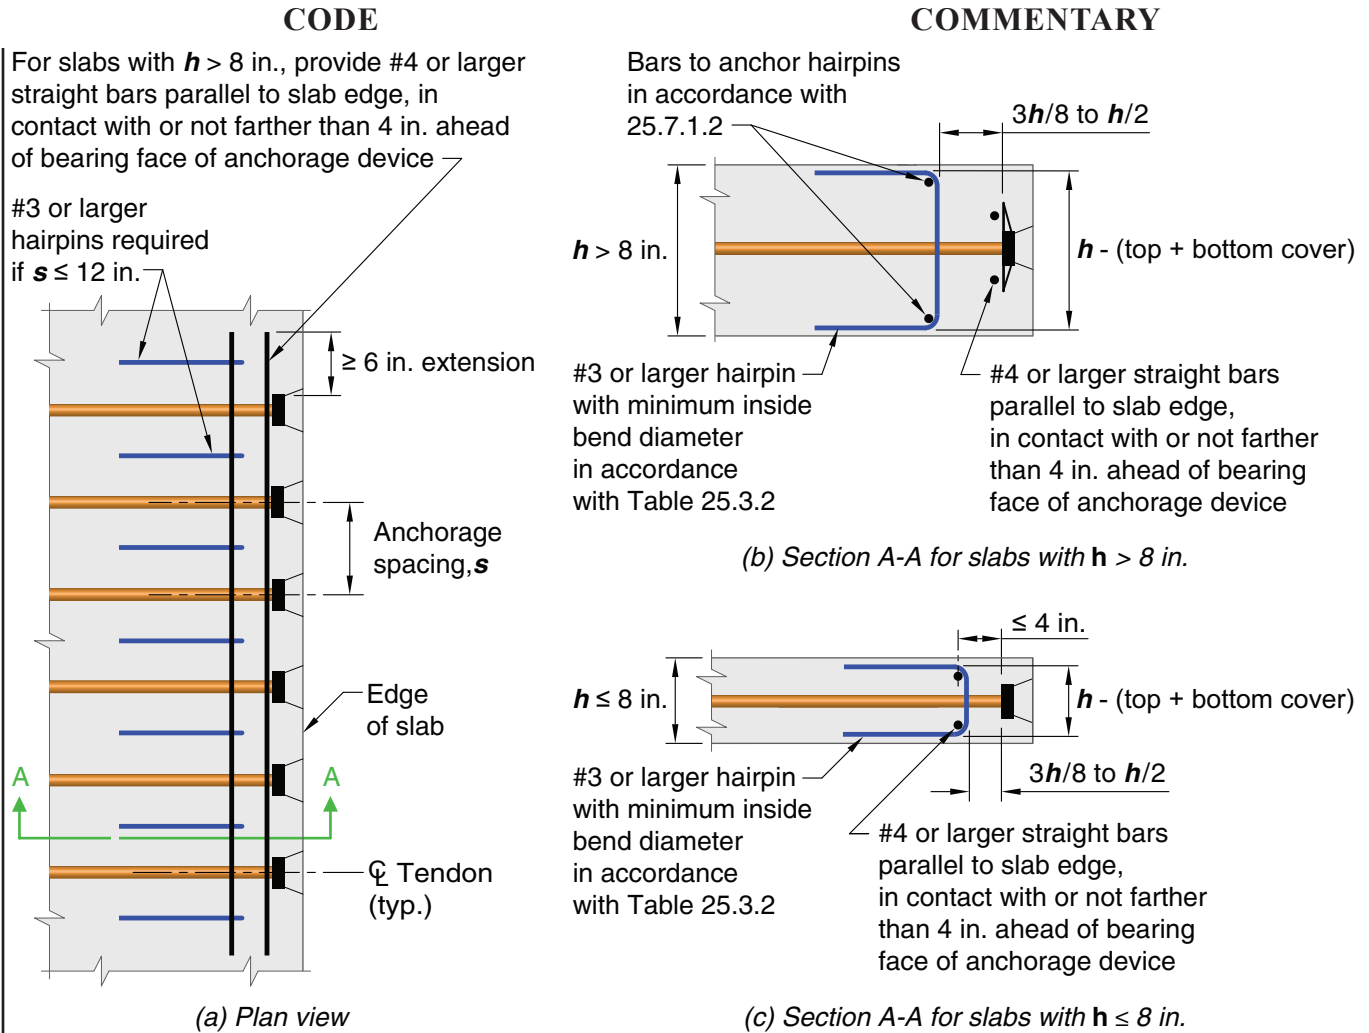 CODE
COMMENTARY
For slabs with h > 8 in., provide #4 or larger
straight bars parallel to slab edge, in
contact with or not farther than 4 in. ahead
of bearing face of anchorage device
#3 or larger
hairpins required
if s ≤ 12 in.
≥ 6 in. extension
Anchorage
spacing,s
Edge
of slab
A
A
℄ Tendon
(typ.)
(a) Plan view
Bars to anchor hairpins
in accordance with
25.7.1.2
3h/8 to h/2
h > 8 in.
h - (top + bottom cover)
#3 or larger hairpin
with minimum inside
bend diameter
in accordance
with Table 25.3.2
#4 or larger straight bars
parallel to slab edge,
in contact with or not farther
than 4 in. ahead of bearing
face of anchorage device
(b) Section A-A for slabs with h > 8 in.
≤ 4 in.
h ≤ 8 in.
h - (top + bottom cover)
3h/8 to h/2
#3 or larger hairpin
with minimum inside
bend diameter
in accordance
with Table 25.3.2
#4 or larger straight bars
parallel to slab edge,
in contact with or not farther
than 4 in. ahead of bearing
face of anchorage device
(c) Section A-A for slabs with h ≤ 8 in.